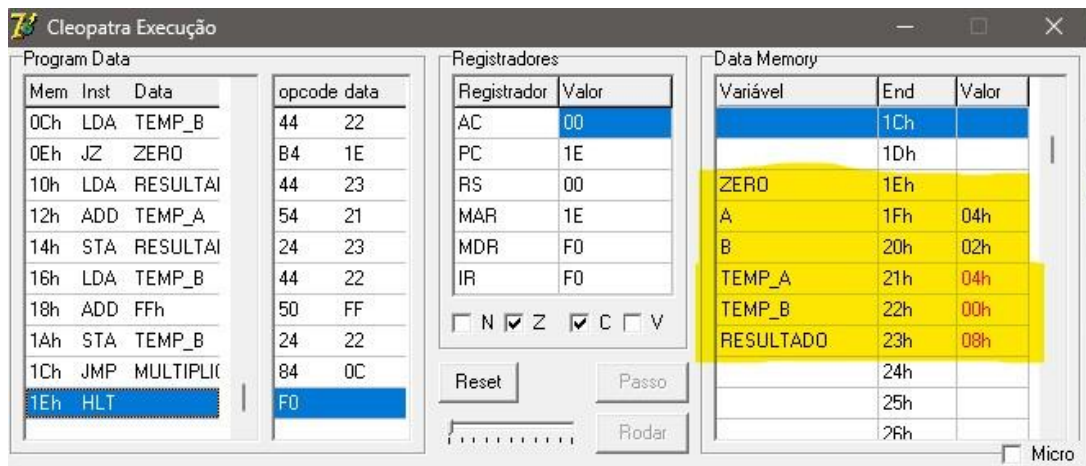 Cleopatra Execução
Program Data
Mem Inst Data opcode data
0Ch LDA TEMP_B 44 22
0Eh JZ ZERO B4 1E
10h LDA RESULTAI 44 23
12h ADD TEMP_A 54 21
14h STA RESULTAI 24 23
16h LDA TEMP_B 44 22
18h ADD FFh 50 FF
1Ah STA TEMP_B 24 22
1Ch JMP MULTIPLI( 84 0C
1Eh HLT F0
Registradores
Registrador Valor
AC 00
PC 1E
RS 00
MAR 1E
MDR F0
IR F0
N Z C V
Reset Passo
Rodar
Data Memory
Variável End Valor
1Ch
1Dh
ZERO 1Eh
A 1Fh 04h
B 20h 02h
TEMP_A 21h 04h
TEMP_B 22h 00h
RESULTADO 23h 08h
24h
25h
26h
Micro